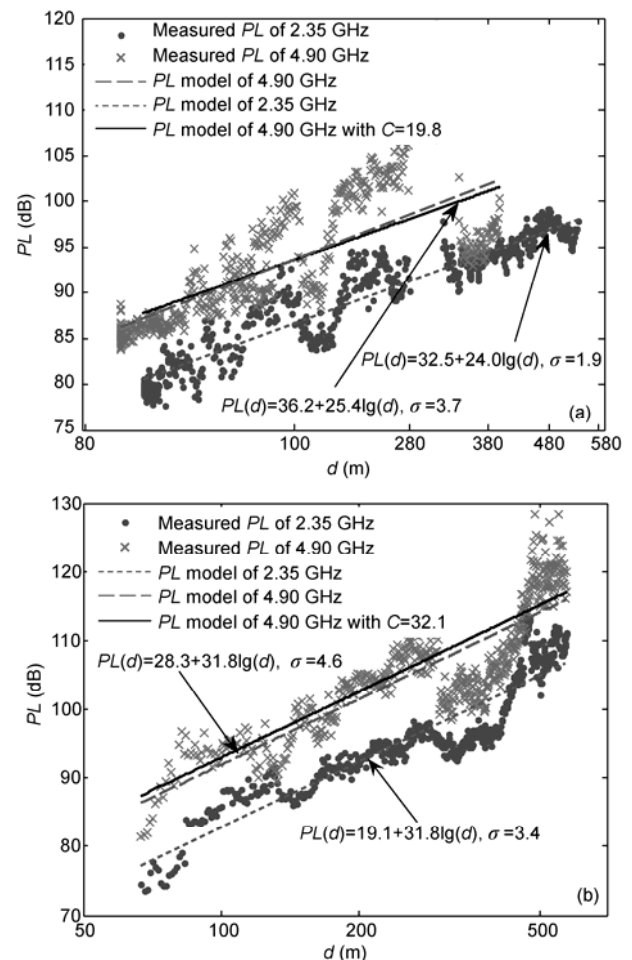 120
115
110
105
100
95
90
85
80
75
PL (dB)
Measured PL of 2.35 GHz
Measured PL of 4.90 GHz
PL model of 4.90 GHz
PL model of 2.35 GHz
PL model of 4.90 GHz with C=19.8
PL(d)=32.5+24.0lg(d), σ=1.9
PL(d)=36.2+25.4lg(d), σ=3.7
(a)
80 100 280 380 480 580
d (m)
130
120
110
100
90
80
70
PL (dB)
Measured PL of 2.35 GHz
Measured PL of 4.90 GHz
PL model of 2.35 GHz
PL model of 4.90 GHz
PL model of 4.90 GHz with C=32.1
PL(d)=28.3+31.8lg(d), σ=4.6
PL(d)=19.1+31.8lg(d), σ=3.4
(b)
50 100 200 500
d (m)